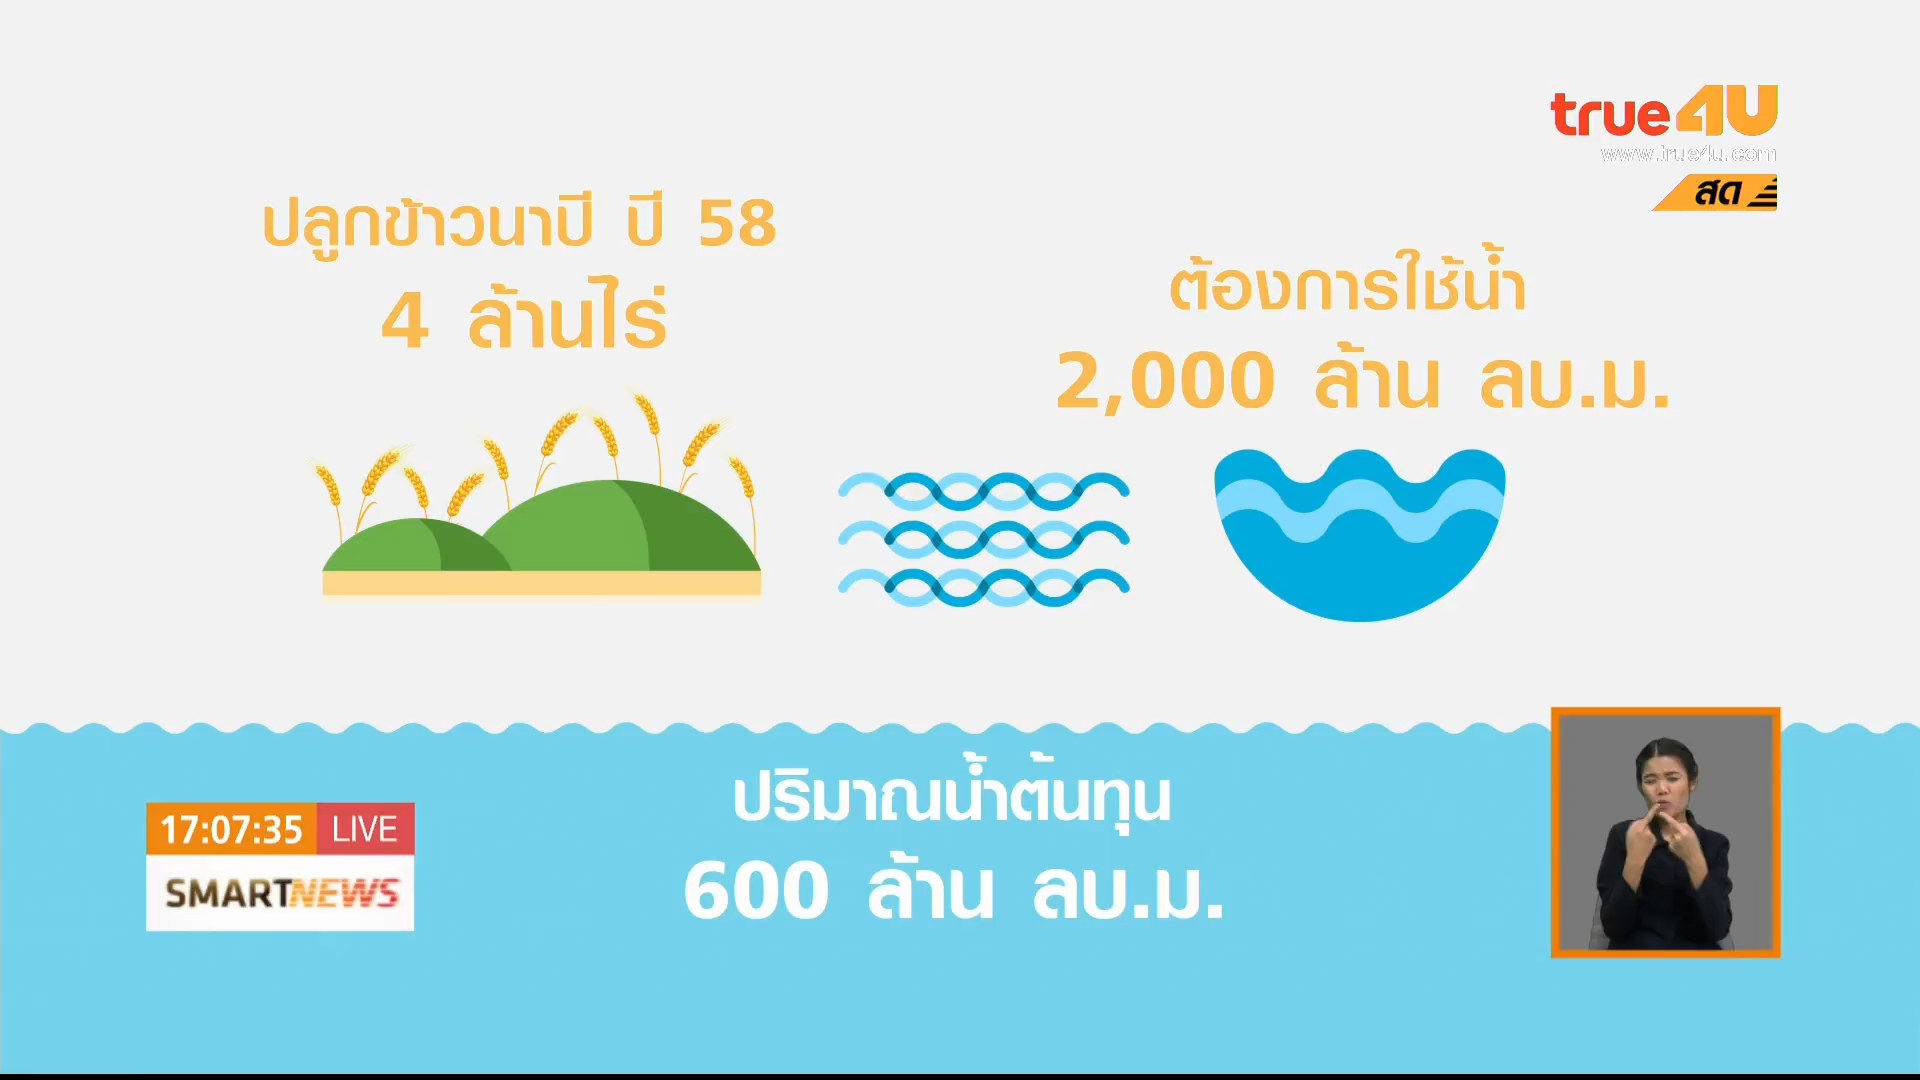 true4U
www.true4u.com
สด
ปลูกข้าวนาปี ปี 58
4 ล้านไร่
ต้องการใช้น้ำ
2,000 ล้าน ลบ.ม.
ปริมาณน้ำต้นทุน
600 ล้าน ลบ.ม.
17:07:35 LIVE
SMARTNEWS